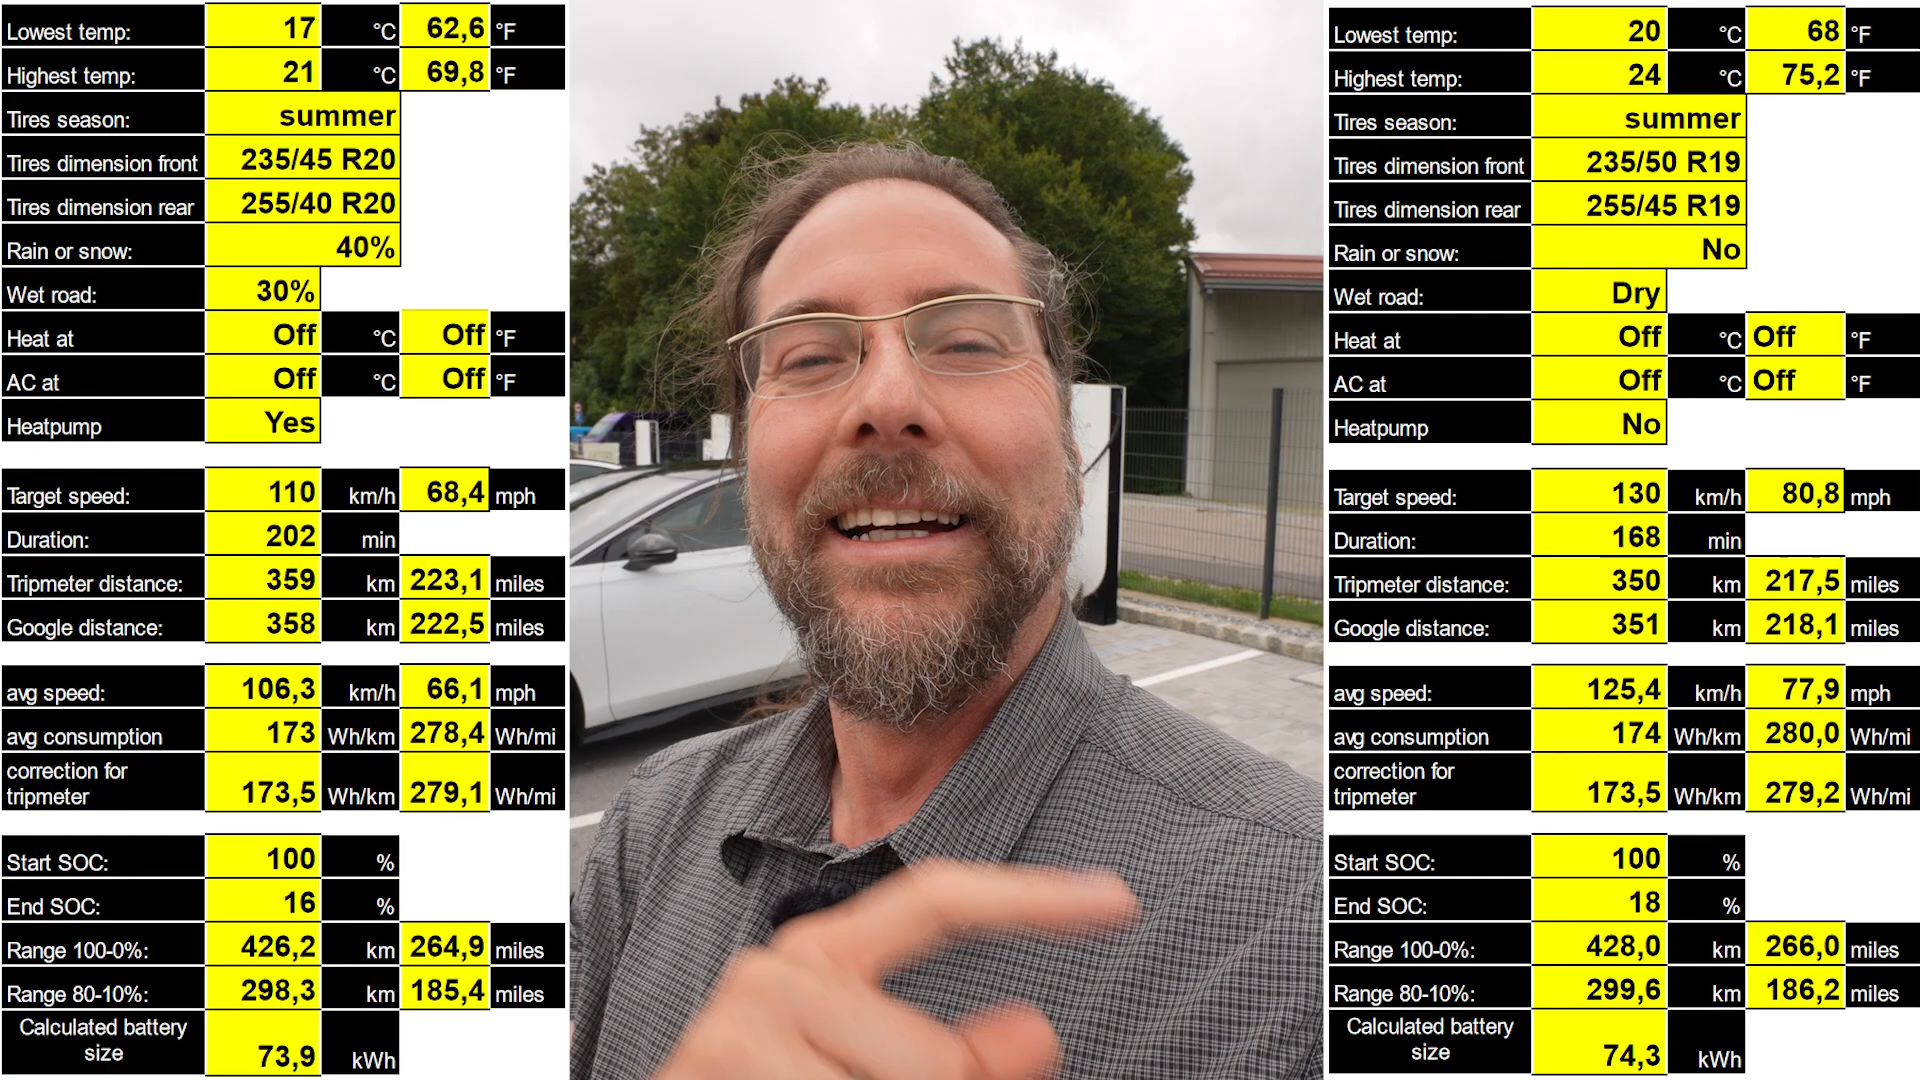 Lowest temp: 17 °C 62,6 °F
Highest temp: 21 °C 69,8 °F
Tires season: summer
Tires dimension front 235/45 R20
Tires dimension rear 255/40 R20
Rain or snow: 40%
Wet road: 30%
Heat at Off °C Off °F
AC at Off °C Off °F
Heatpump Yes
Target speed: 110 km/h 68,4 mph
Duration: 202 min
Tripmeter distance: 359 km 223,1 miles
Google distance: 358 km 222,5 miles
avg speed: 106,3 km/h 66,1 mph
avg consumption 173 Wh/km 278,4 Wh/mi
correction for
tripmeter 173,5 Wh/km 279,1 Wh/mi
Start SOC: 100 %
End SOC: 16 %
Range 100-0%: 426,2 km 264,9 miles
Range 80-10%: 298,3 km 185,4 miles
Calculated battery
size 73,9 kWh
Lowest temp: 20 °C 68 °F
Highest temp: 24 °C 75,2 °F
Tires season: summer
Tires dimension front 235/50 R19
Tires dimension rear 255/45 R19
Rain or snow: No
Wet road: Dry
Heat at Off °C Off °F
AC at Off °C Off °F
Heatpump No
Target speed: 130 km/h 80,8 mph
Duration: 168 min
Tripmeter distance: 350 km 217,5 miles
Google distance: 351 km 218,1 miles
avg speed: 125,4 km/h 77,9 mph
avg consumption 174 Wh/km 280,0 Wh/mi
correction for
tripmeter 173,5 Wh/km 279,2 Wh/mi
Start SOC: 100 %
End SOC: 18 %
Range 100-0%: 428,0 km 266,0 miles
Range 80-10%: 299,6 km 186,2 miles
Calculated battery
size 74,3 kWh